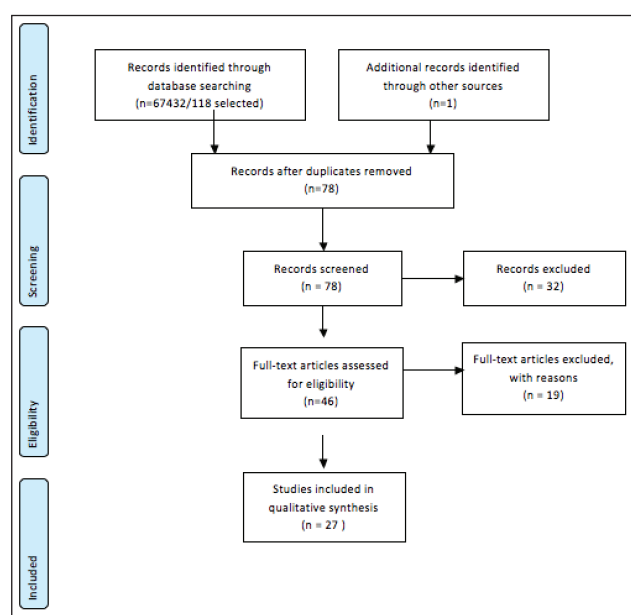 Identification
Records identified through
database searching
(n=67432/118 selected)
Additional records identified
through other sources
(n=1)
Records after duplicates removed
(n=78)
Screening
Records screened
(n = 78)
Records excluded
(n = 32)
Eligibility
Full-text articles assessed
for eligibility
(n=46)
Full-text articles excluded,
with reasons
(n = 19)
Included
Studies included in
qualitative synthesis
(n = 27 )